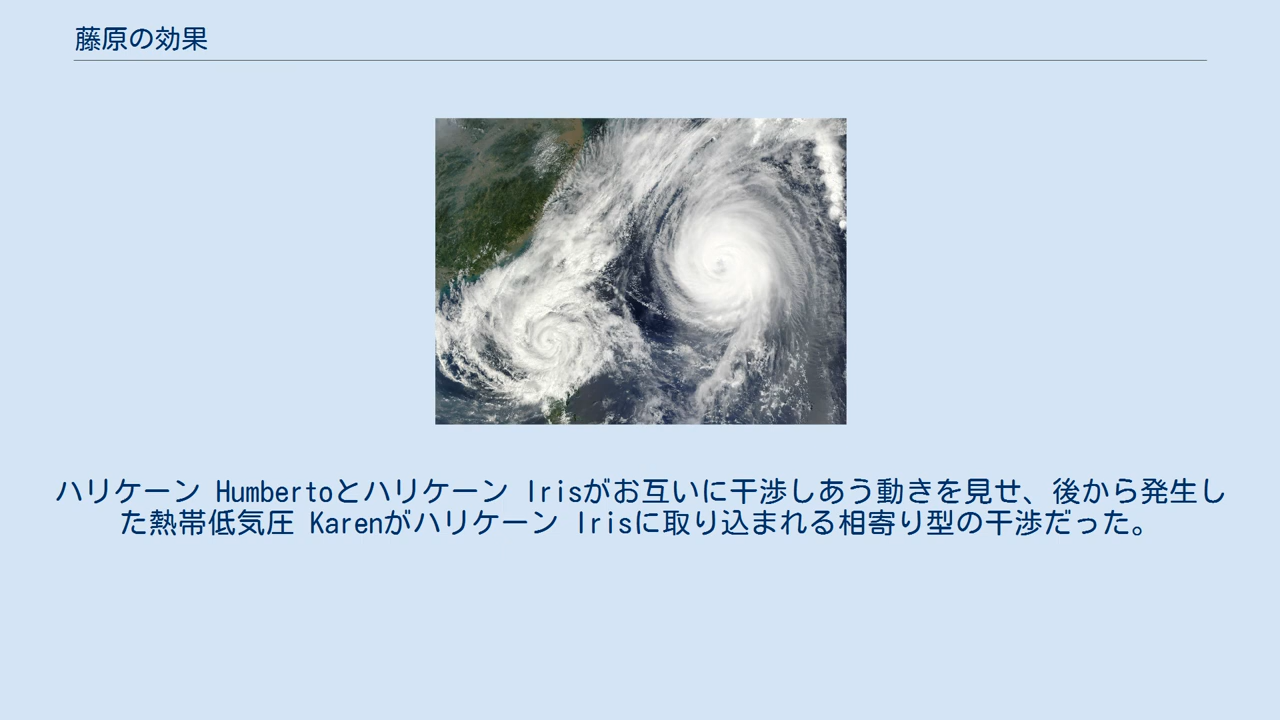 藤原の効果
ハリケーン Humbertoとハリケーン Irisがお互いに干渉しあう動きを見せ、後から発生し
た熱帯低気圧 Karenがハリケーン Irisに取り込まれる相寄り型の干渉だった。